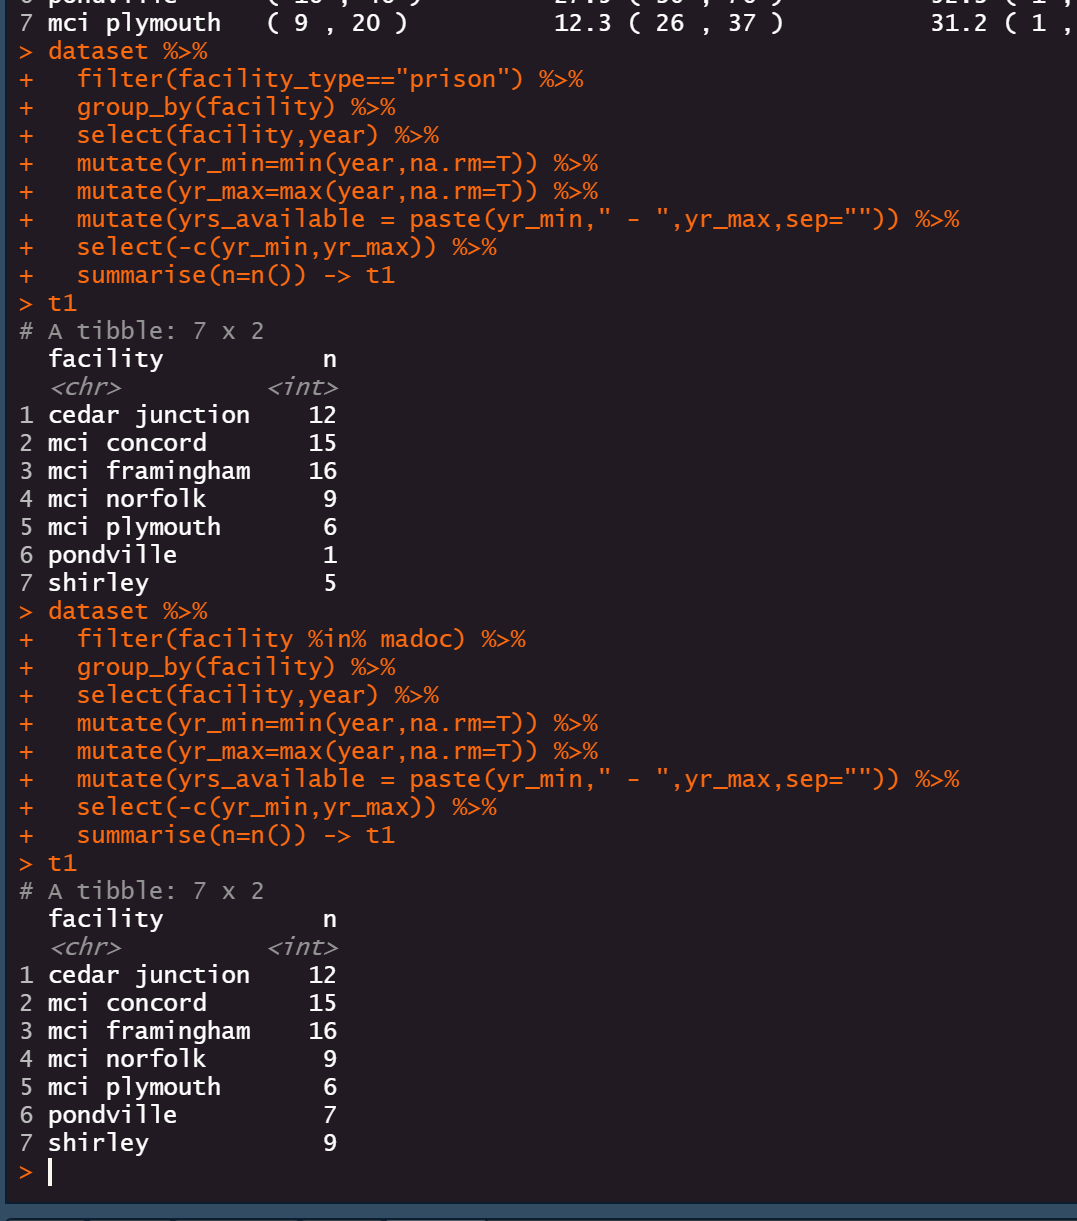 7 mci plymouth ( 9 , 20 ) 12.3 ( 26 , 37 ) 31.2 ( 1 ,
> dataset %>%
+ filter(facility_type=="prison") %>%
+ group_by(facility) %>%
+ select(facility,year) %>%
+ mutate(yr_min=min(year,na.rm=T)) %>%
+ mutate(yr_max=max(year,na.rm=T)) %>%
+ mutate(yrs_available = paste(yr_min," - ",yr_max,sep="")) %>%
+ select(-c(yr_min,yr_max)) %>%
+ summarise(n=n()) -> t1
> t1
# A tibble: 7 x 2
facility n
<chr> <int>
1 cedar junction 12
2 mci concord 15
3 mci framingham 16
4 mci norfolk 9
5 mci plymouth 6
6 pondville 1
7 shirley 5
> dataset %>%
+ filter(facility %in% madoc) %>%
+ group_by(facility) %>%
+ select(facility,year) %>%
+ mutate(yr_min=min(year,na.rm=T)) %>%
+ mutate(yr_max=max(year,na.rm=T)) %>%
+ mutate(yrs_available = paste(yr_min," - ",yr_max,sep="")) %>%
+ select(-c(yr_min,yr_max)) %>%
+ summarise(n=n()) -> t1
> t1
# A tibble: 7 x 2
facility n
<chr> <int>
1 cedar junction 12
2 mci concord 15
3 mci framingham 16
4 mci norfolk 9
5 mci plymouth 6
6 pondville 7
7 shirley 9
>